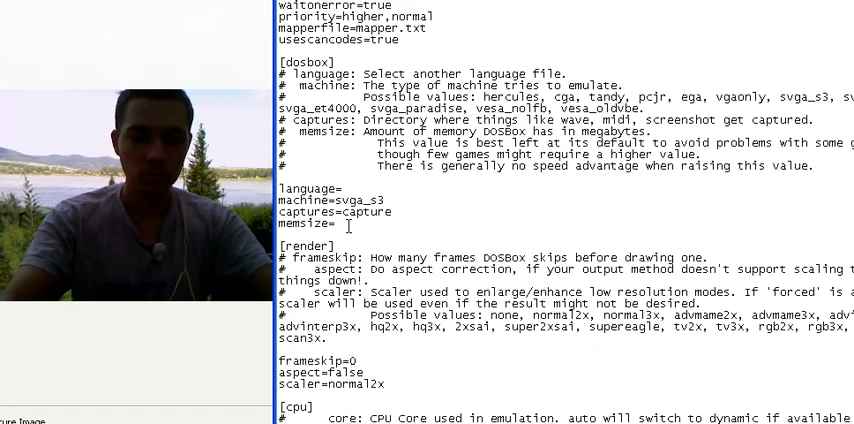 waitonerror=true
priority=higher,normal
mapperfile=mapper.txt
usescancodes=true
[dosbox]
# language: Select another language file.
#  machine: The type of machine tries to emulate.
#           Possible values: hercules, cga, tandy, pcjr, ega, vgaonly, svga_s3,
svga_et4000, svga_paradise, vesa_nolfb, vesa_oldvbe.
# captures: Directory where things like wave, midi, screenshot get captured.
#  memsize: Amount of memory DOSBox has in megabytes.
#             This value is best left at its default to avoid problems with some
#             though few games might require a higher value.
#             There is generally no speed advantage when raising this value.
language=
machine=svga_s3
captures=capture
memsize=
[render]
# frameskip: How many frames DOSBox skips before drawing one.
#    aspect: Do aspect correction, if your output method doesn't support scaling
things down!.
#    scaler: Scaler used to enlarge/enhance low resolution modes. If 'forced' is
scaler will be used even if the result might not be desired.
#           Possible values: none, normal2x, normal3x, advmame2x, advmame3x,
advinterp3x, hq2x, hq3x, 2xsai, super2xsai, supereagle, tv2x, tv3x, rgb2x, rgb3x,
scan3x.
frameskip=0
aspect=false
scaler=normal2x
[cpu]
#      core: CPU Core used in emulation. auto will switch to dynamic if available
ure Image